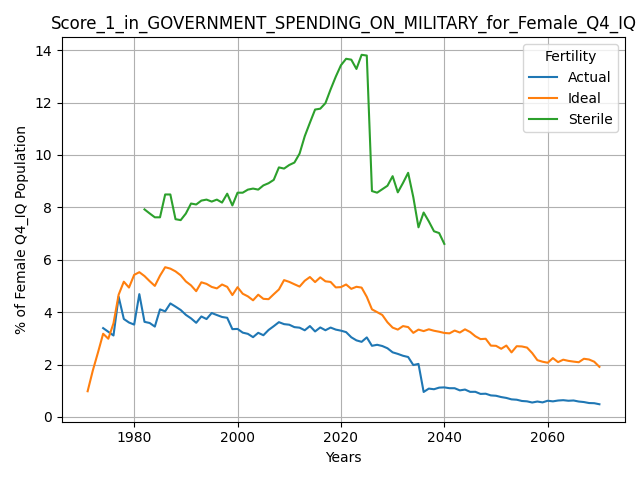 Score_1_in_GOVERNMENT_SPENDING_ON_MILITARY_for_Female_Q4_IQ
14
12
10
8
6
4
2
0
% of Female Q4_IQ Population
Fertility
Actual
Ideal
Sterile
1980
2000
2020
2040
2060
Years